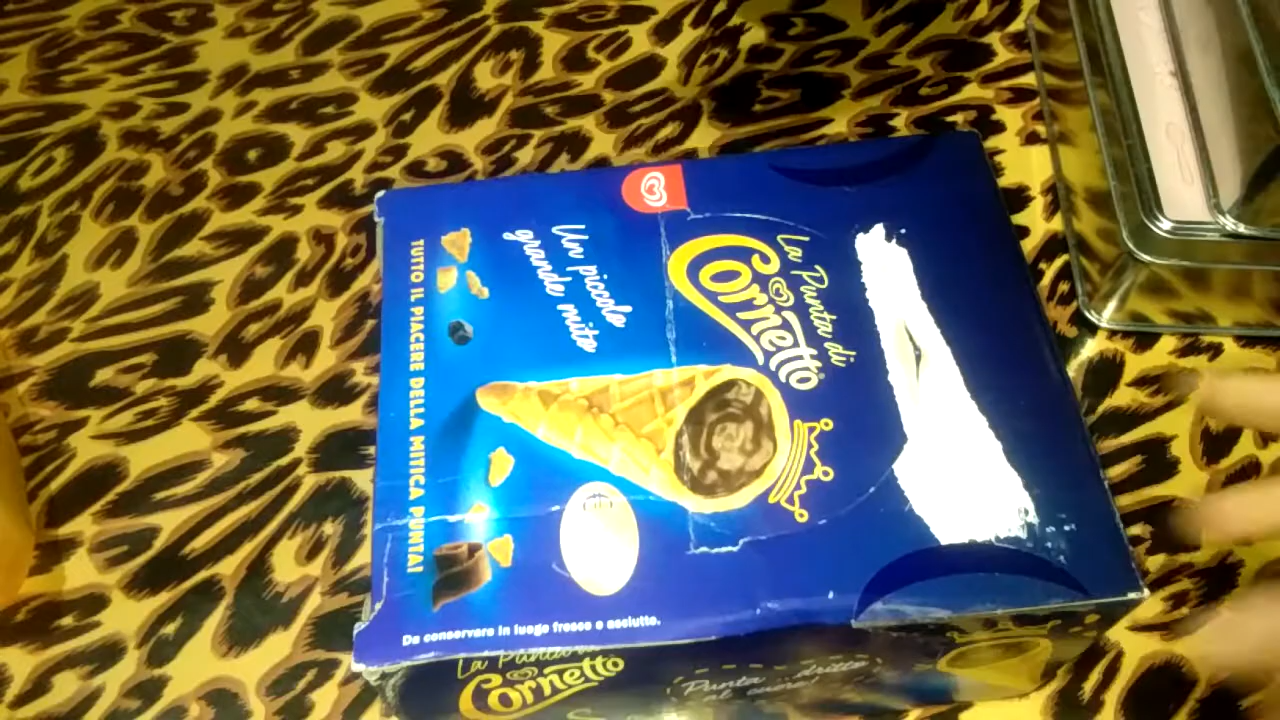 La Punta di
Cornetto
Un piccolo
grande mito
TUTTO IL PIACERE DELLA MITICA PUNTA!
Da conservare in luogo fresco e asciutto.
La Punta di
Cornetto
Punta dritto
al cuore!